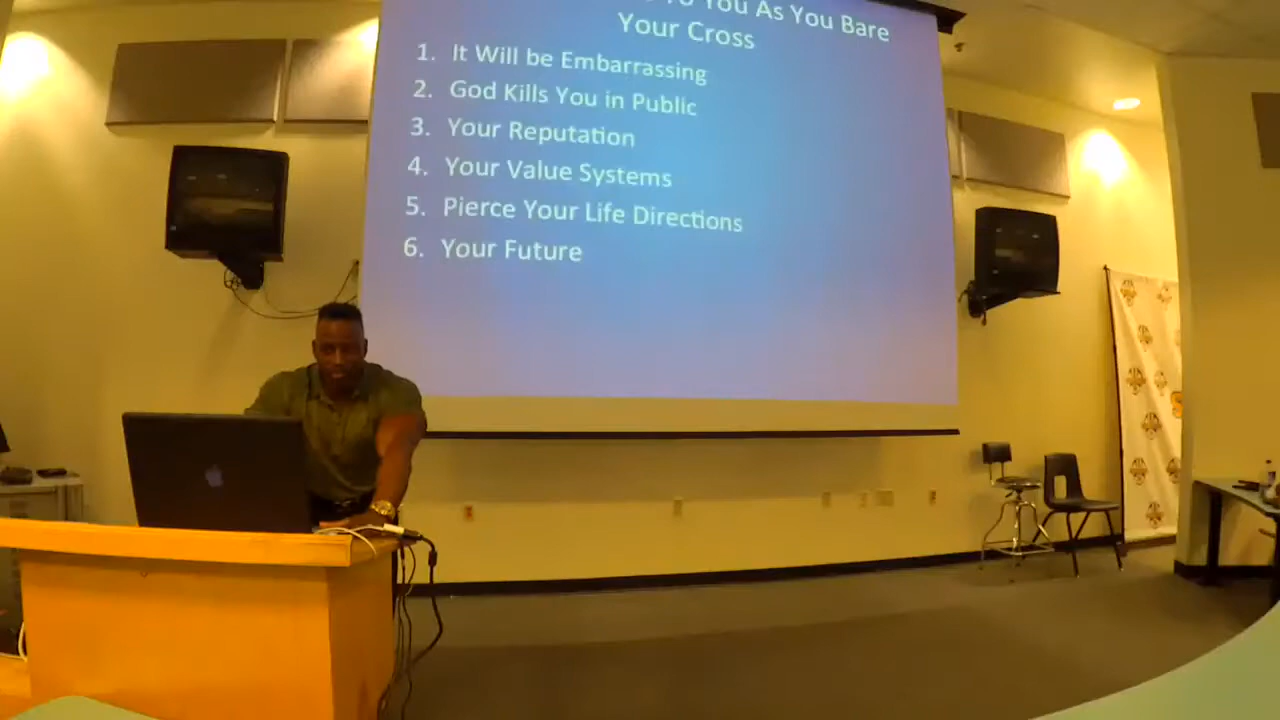 To You As You Bare
Your Cross
1. It Will be Embarrassing
2. God Kills You in Public
3. Your Reputation
4. Your Value Systems
5. Pierce Your Life Directions
6. Your Future